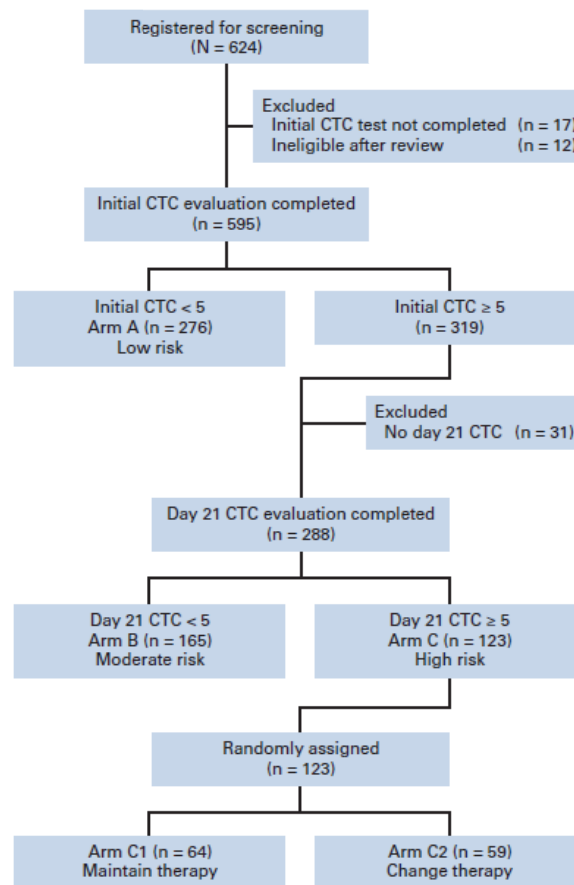 Registered for screening
(N = 624)
Excluded
Initial CTC test not completed (n = 17)
Ineligible after review (n = 12)
Initial CTC evaluation completed
(n = 595)
Initial CTC < 5
Arm A (n = 276)
Low risk
Initial CTC ≥ 5
(n = 319)
Excluded
No day 21 CTC (n = 31)
Day 21 CTC evaluation completed
(n = 288)
Day 21 CTC < 5
Arm B (n = 165)
Moderate risk
Day 21 CTC ≥ 5
Arm C (n = 123)
High risk
Randomly assigned
(n = 123)
Arm C1 (n = 64)
Maintain therapy
Arm C2 (n = 59)
Change therapy